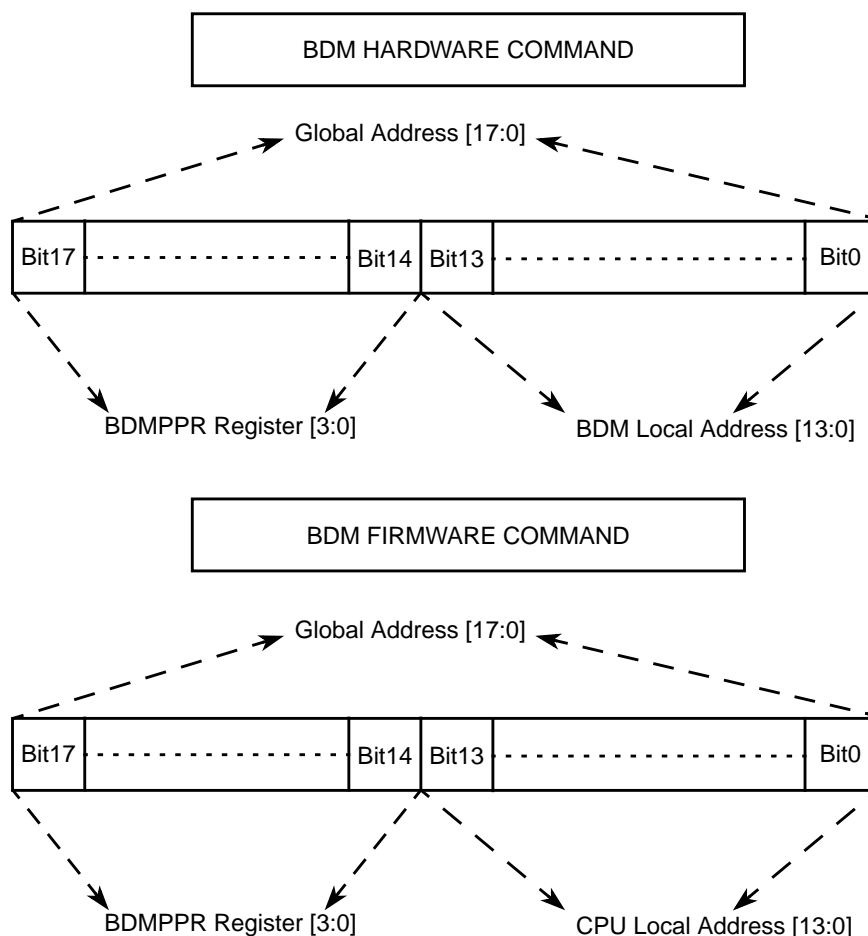 BDM HARDWARE COMMAND
Global Address [17:0]
Bit17 Bit14 Bit13 Bit0
BDMPPR Register [3:0] BDM Local Address [13:0]
BDM FIRMWARE COMMAND
Global Address [17:0]
Bit17 Bit14 Bit13 Bit0
BDMPPR Register [3:0] CPU Local Address [13:0]